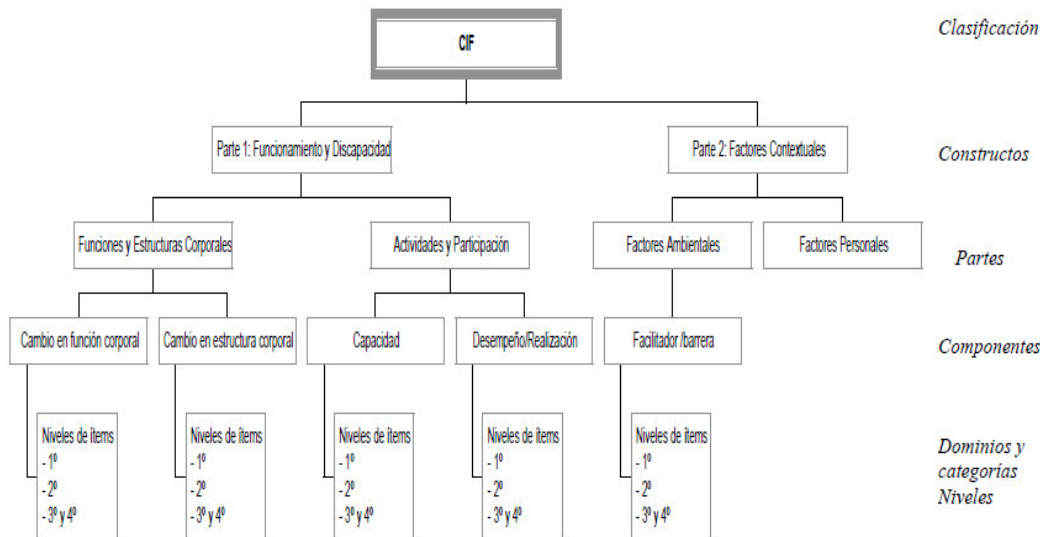 CIF
Clasificación
Parte 1: Funcionamiento y Discapacidad
Parte 2: Factores Contextuales
Constructos
Funciones y Estructuras Corporales
Actividades y Participación
Factores Ambientales
Factores Personales
Partes
Cambio en función corporal
Cambio en estructura corporal
Capacidad
Desempeño/Realización
Facilitador /barrera
Componentes
Niveles de ítems
- 1º
- 2º
- 3º y 4º
Niveles de ítems
- 1º
- 2º
- 3º y 4º
Niveles de ítems
- 1º
- 2º
- 3º y 4º
Niveles de ítems
- 1º
- 2º
- 3º y 4º
Niveles de ítems
- 1º
- 2º
- 3º y 4º
Dominios y
categorías
Niveles